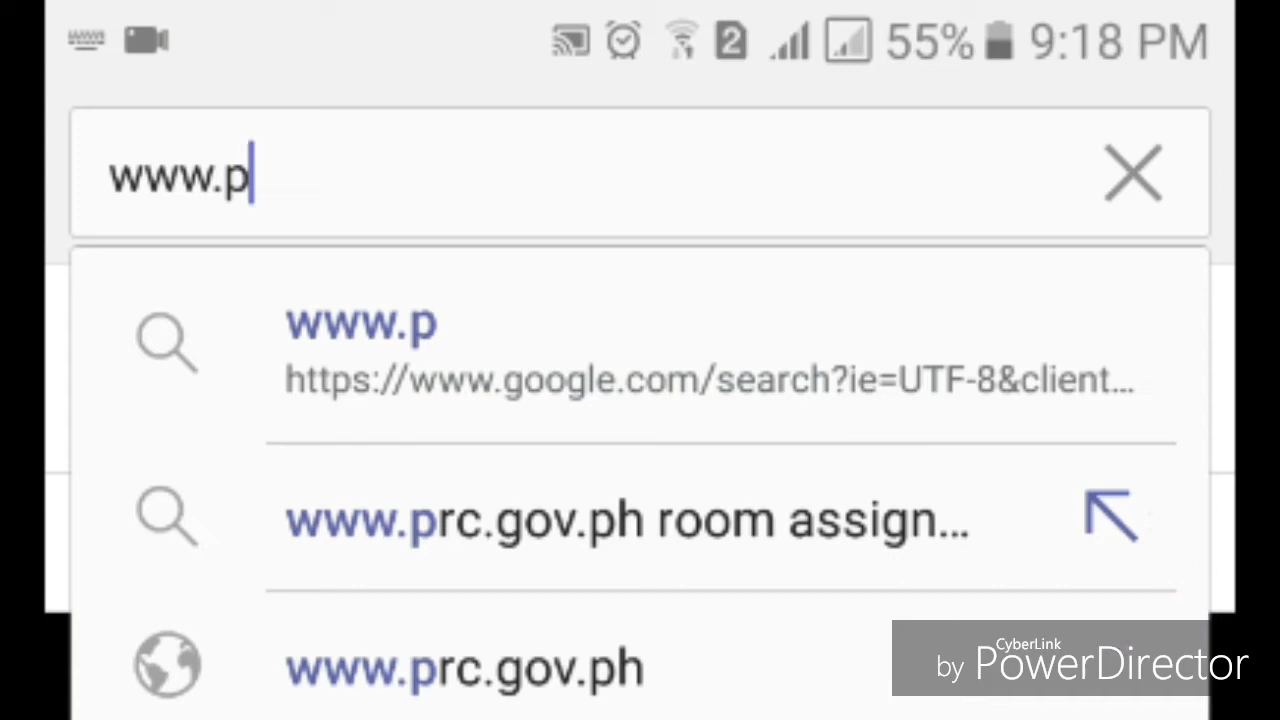 2 55% 9:18 PM
www.p
www.p
https://www.google.com/search?ie=UTF-8&client...
www.prc.gov.ph room assign...
www.prc.gov.ph
CyberLink
by PowerDirector